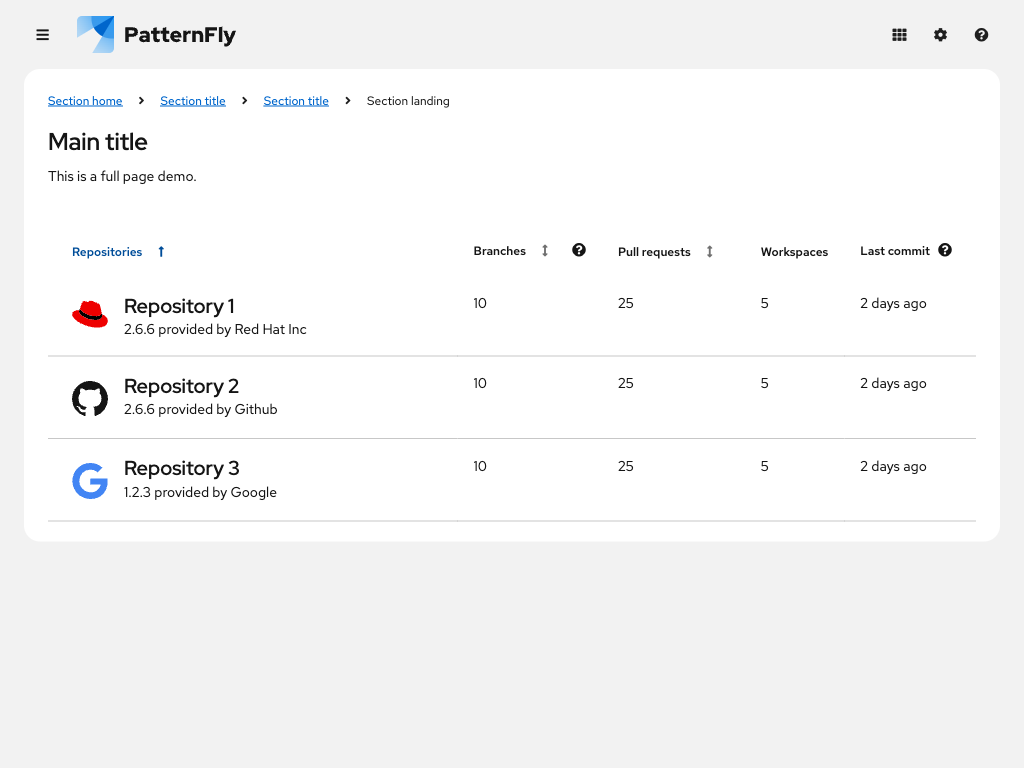 PatternFly
Section home Section title Section title Section landing
Main title
This is a full page demo.
Repositories Branches Pull requests Workspaces Last commit
Repository 1 10 25 5 2 days ago
2.6.6 provided by Red Hat Inc
Repository 2 10 25 5 2 days ago
2.6.6 provided by Github
Repository 3 10 25 5 2 days ago
1.2.3 provided by Google